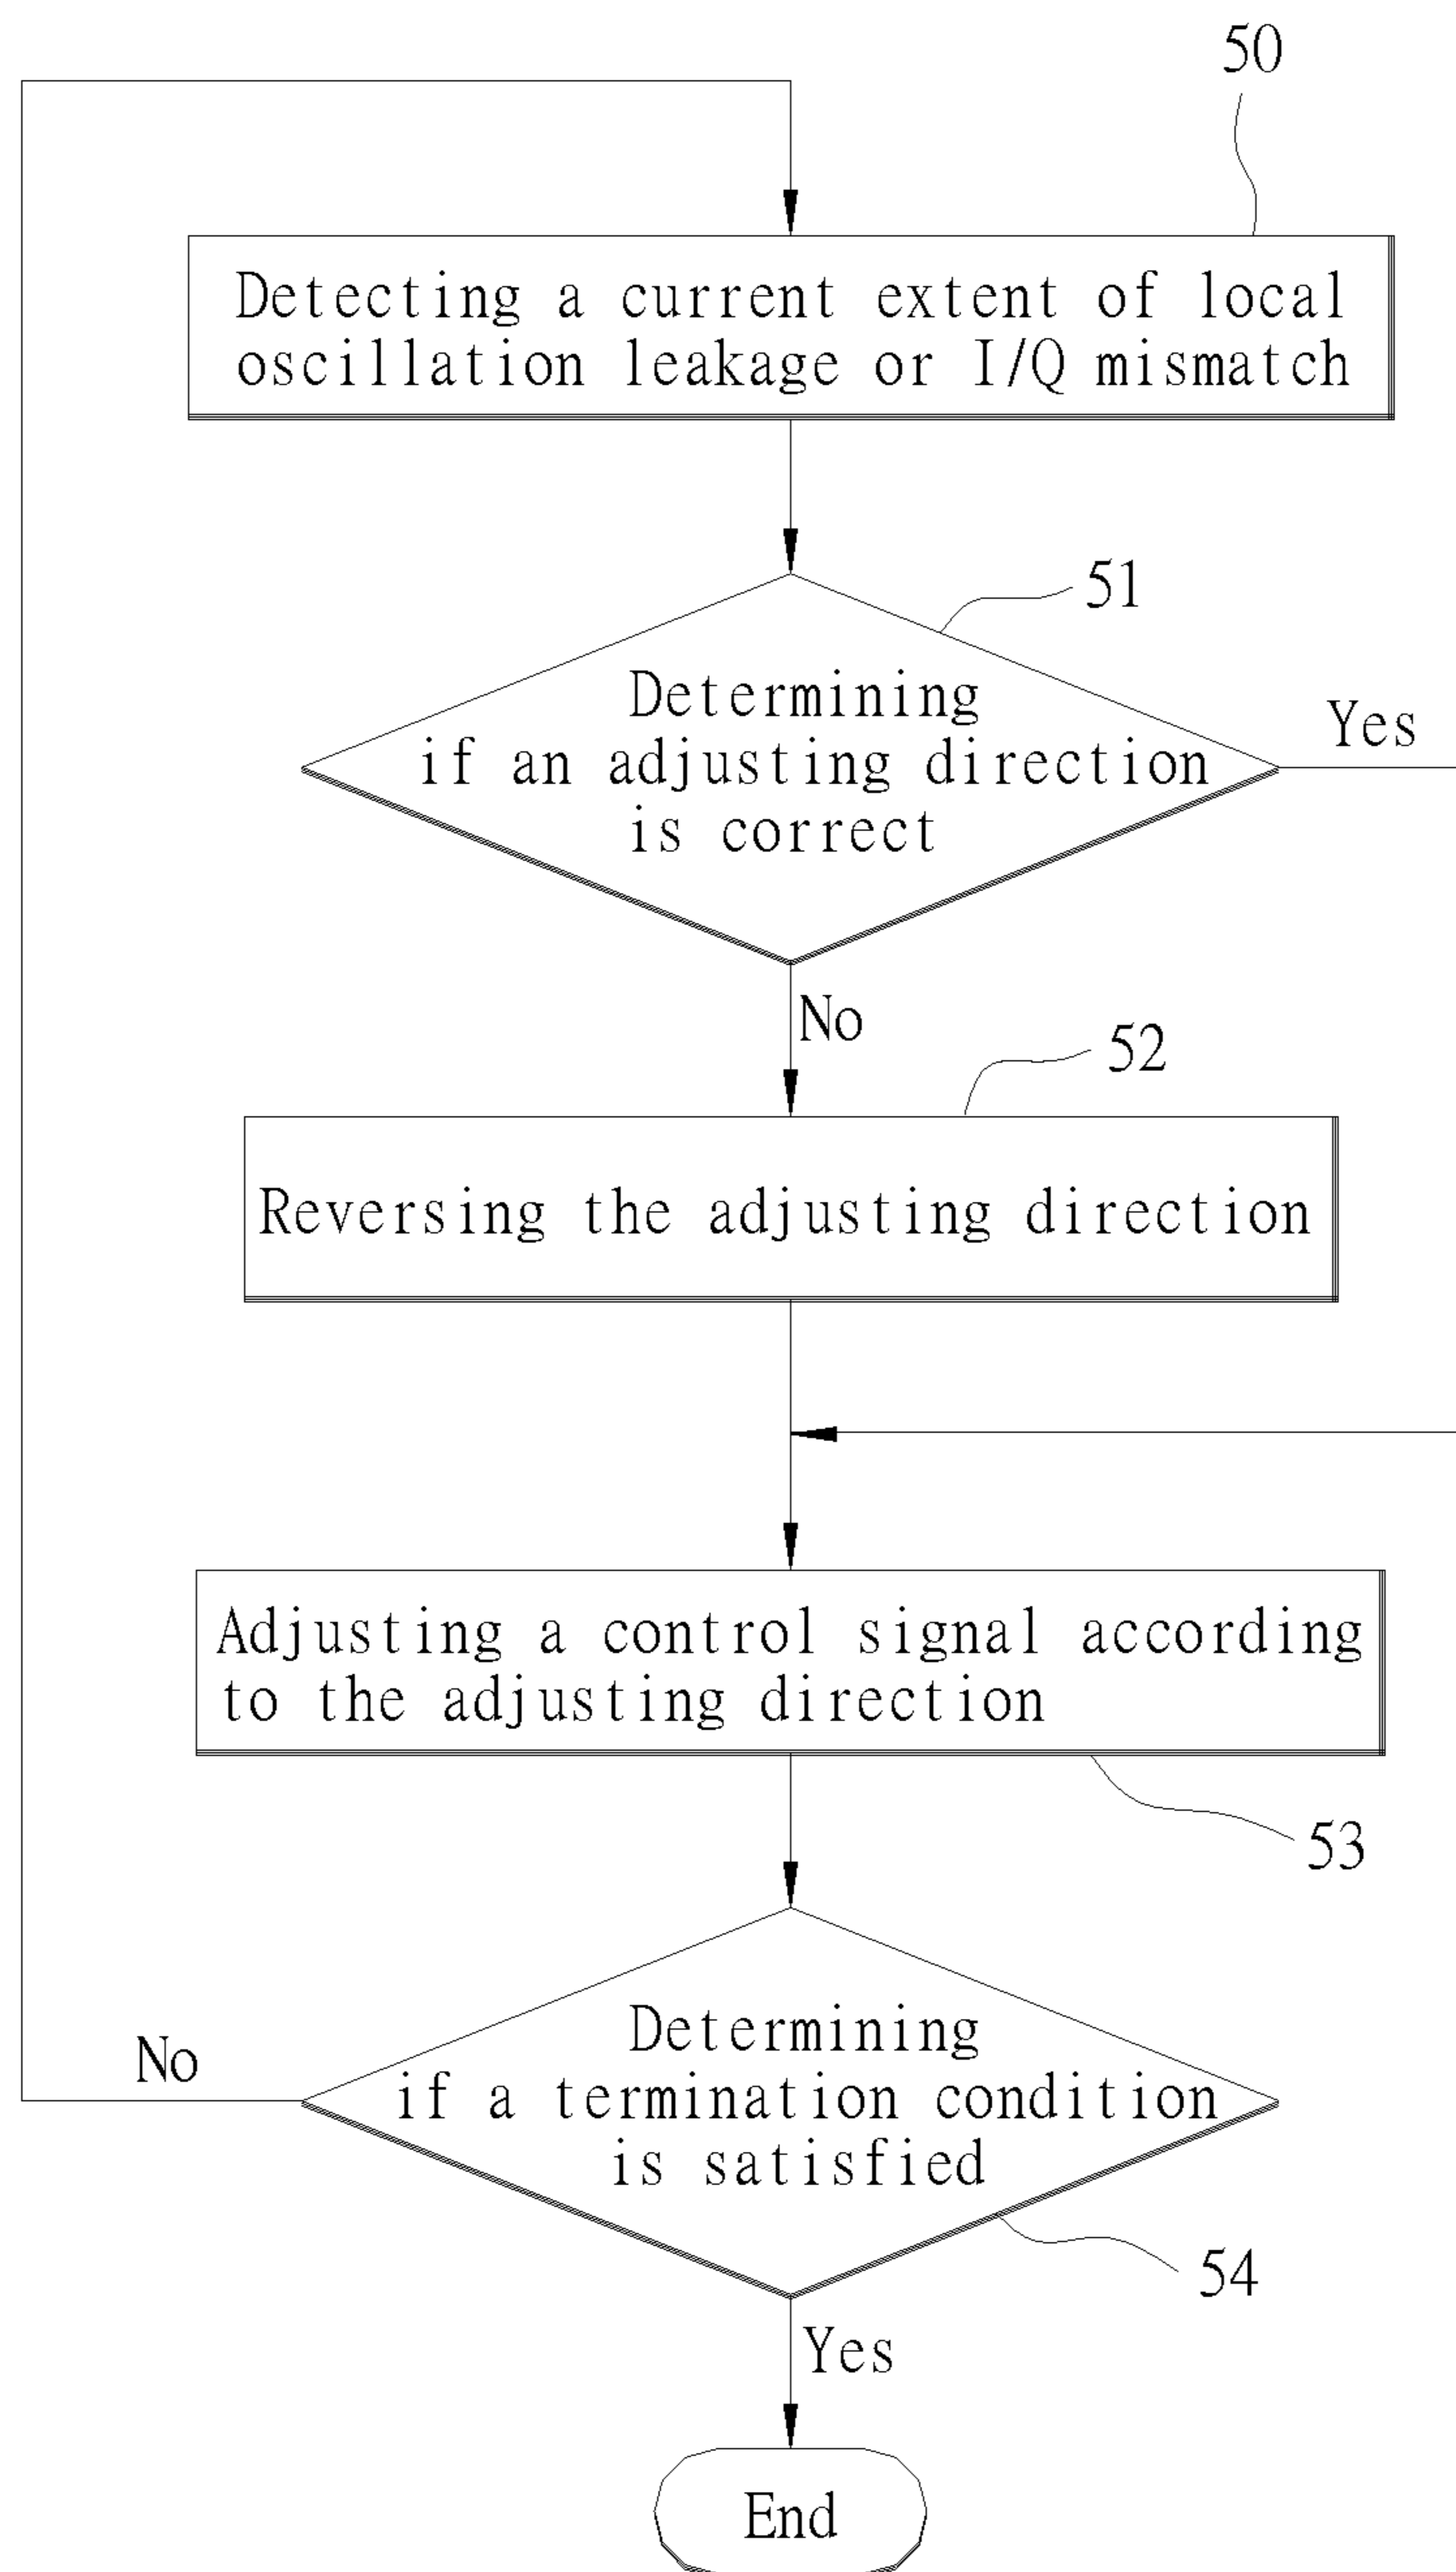 50
Detecting a current extent of local
oscillation leakage or I/Q mismatch
51
Determining
if an adjusting direction
is correct
Yes
No
52
Reversing the adjusting direction
Adjusting a control signal according
to the adjusting direction
53
Determining
if a termination condition
is satisfied
No
54
Yes
End